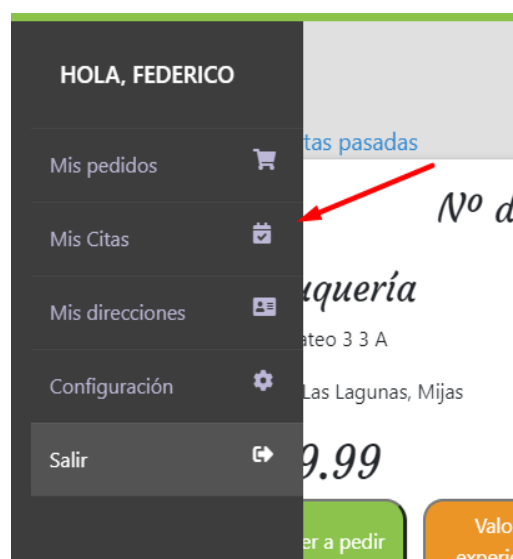 HOLA, FEDERICO
Mis pedidos
Mis Citas
Mis direcciones
Configuración
Salir
tas pasadas
Nº d
uquería
ateo 3 3 A
Las Lagunas, Mijas
9.99
er a pedir
Valo
experie